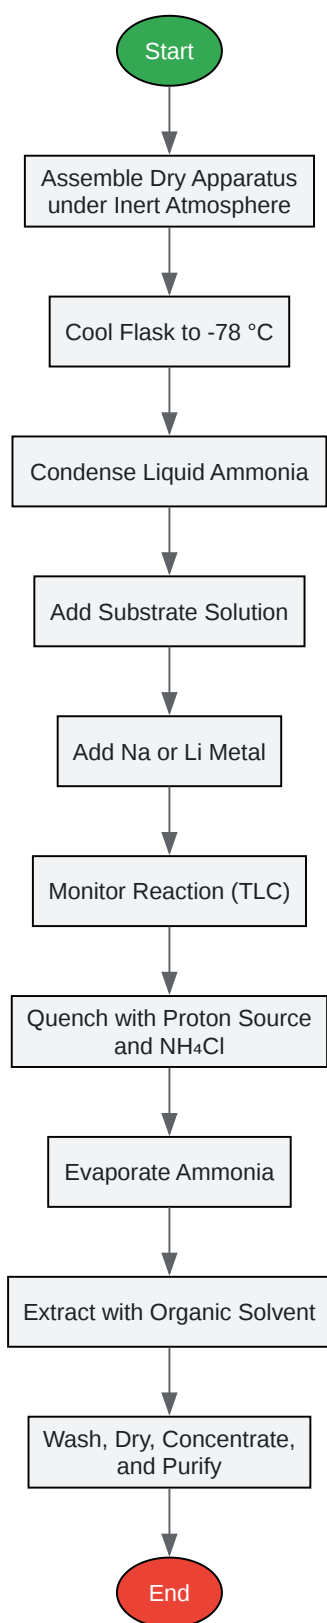 Start
Assemble Dry Apparatus
under Inert Atmosphere
Cool Flask to -78 °C
Condense Liquid Ammonia
Add Substrate Solution
Add Na or Li Metal
Monitor Reaction (TLC)
Quench with Proton Source
and NH₄Cl
Evaporate Ammonia
Extract with Organic Solvent
Wash, Dry, Concentrate,
and Purify
End